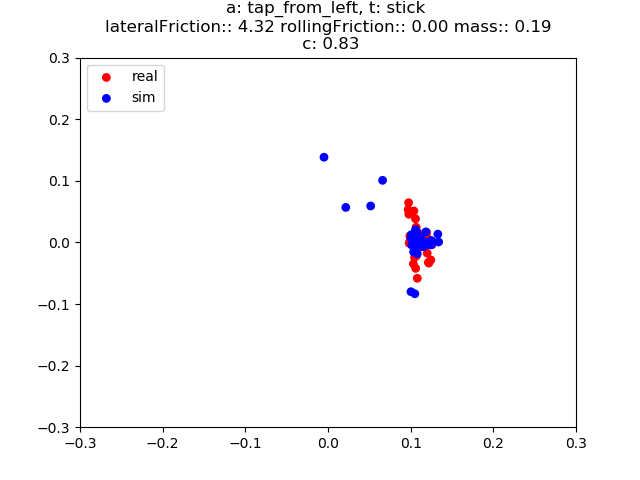 a: tap_from_left, t: stick
lateralFriction:: 4.32 rollingFriction:: 0.00 mass:: 0.19
c: 0.83
real
sim
0.3
0.2
0.1
0.0
−0.1
−0.2
−0.3
−0.3
−0.2
−0.1
0.0
0.1
0.2
0.3